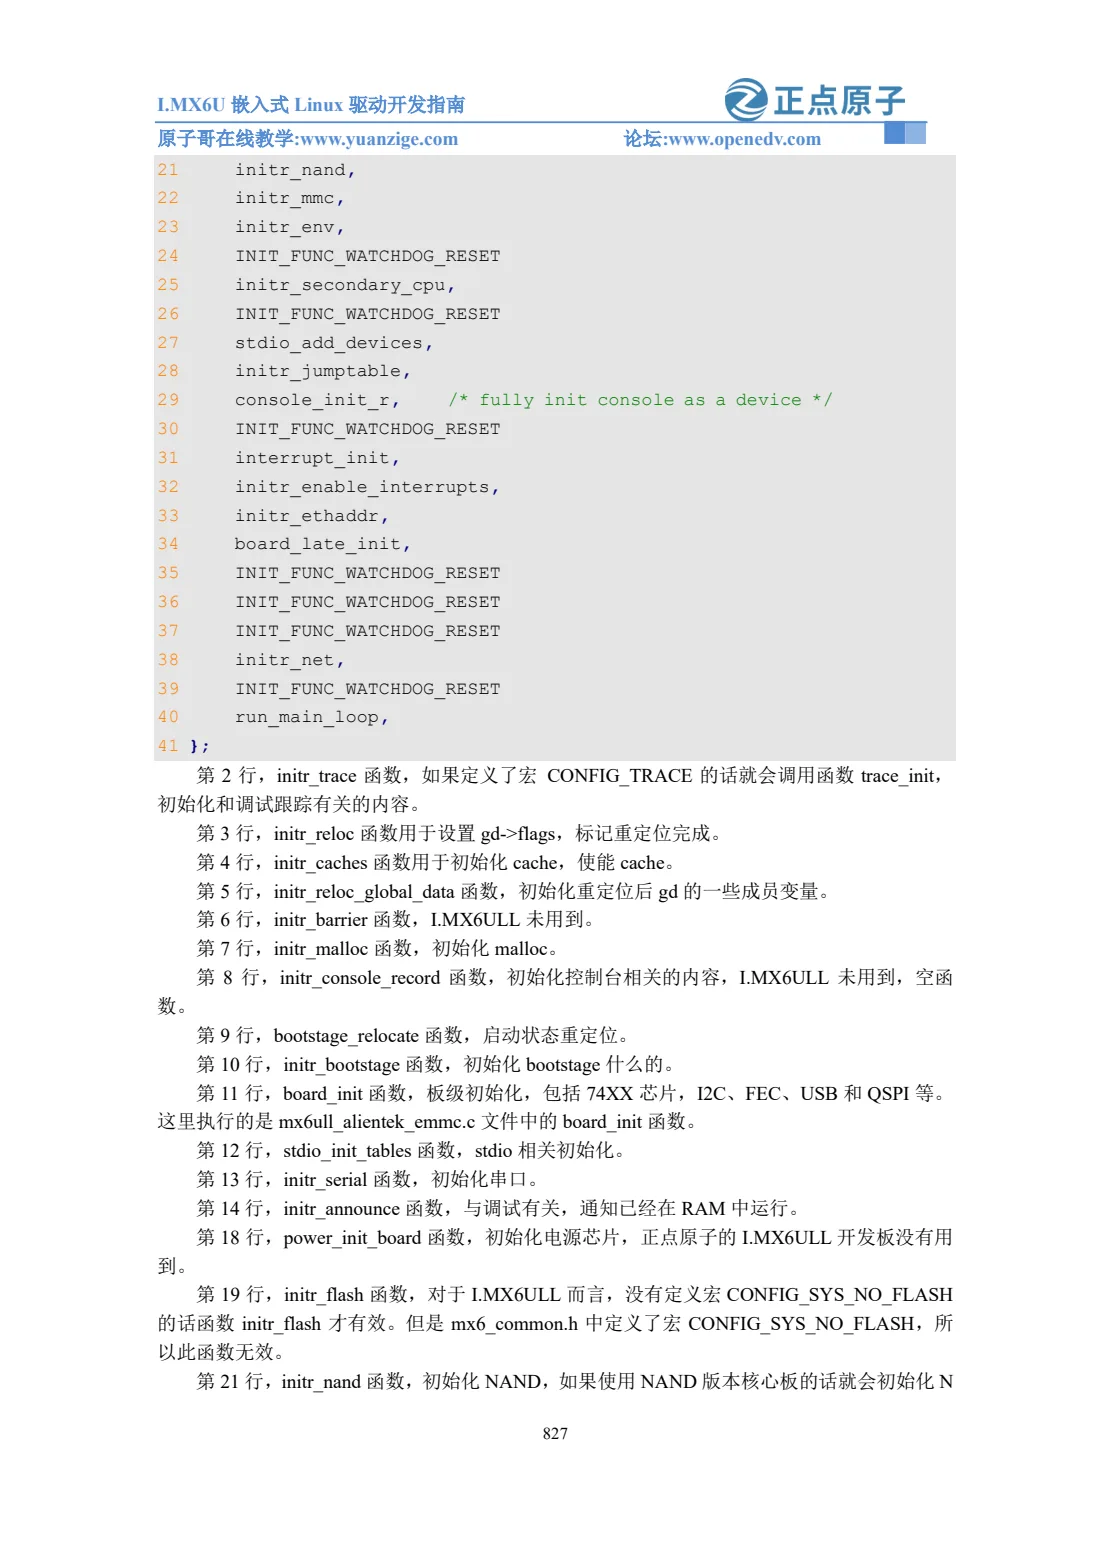 I.MX6U 嵌入式 Linux 驱动开发指南
正点原子
原子哥在线教学:www.yuanzige.com 论坛:www.openedv.com
21 initr_nand,
22 initr_mmc,
23 initr_env,
24 INIT_FUNC_WATCHDOG_RESET
25 initr_secondary_cpu,
26 INIT_FUNC_WATCHDOG_RESET
27 stdio_add_devices,
28 initr_jumptable,
29 console_init_r, /* fully init console as a device */
30 INIT_FUNC_WATCHDOG_RESET
31 interrupt_init,
32 initr_enable_interrupts,
33 initr_ethaddr,
34 board_late_init,
35 INIT_FUNC_WATCHDOG_RESET
36 INIT_FUNC_WATCHDOG_RESET
37 INIT_FUNC_WATCHDOG_RESET
38 initr_net,
39 INIT_FUNC_WATCHDOG_RESET
40 run_main_loop,
41 };
第 2 行，initr_trace 函数，如果定义了宏 CONFIG_TRACE 的话就会调用函数 trace_init，
初始化和调试跟踪有关的内容。
第 3 行，initr_reloc 函数用于设置 gd->flags，标记重定位完成。
第 4 行，initr_caches 函数用于初始化 cache，使能 cache。
第 5 行，initr_reloc_global_data 函数，初始化重定位后 gd 的一些成员变量。
第 6 行，initr_barrier 函数，I.MX6ULL 未用到。
第 7 行，initr_malloc 函数，初始化 malloc。
第 8 行，initr_console_record 函数，初始化控制台相关的内容，I.MX6ULL 未用到，空函
数。
第 9 行，bootstage_relocate 函数，启动状态重定位。
第 10 行，initr_bootstage 函数，初始化 bootstage 什么的。
第 11 行，board_init 函数，板级初始化，包括 74XX 芯片，I2C、FEC、USB 和 QSPI 等。
这里执行的是 mx6ull_alientek_emmc.c 文件中的 board_init 函数。
第 12 行，stdio_init_tables 函数，stdio 相关初始化。
第 13 行，initr_serial 函数，初始化串口。
第 14 行，initr_announce 函数，与调试有关，通知已经在 RAM 中运行。
第 18 行，power_init_board 函数，初始化电源芯片，正点原子的 I.MX6ULL 开发板没有用
到。
第 19 行，initr_flash 函数，对于 I.MX6ULL 而言，没有定义宏 CONFIG_SYS_NO_FLASH
的话函数 initr_flash 才有效。但是 mx6_common.h 中定义了宏 CONFIG_SYS_NO_FLASH，所
以此函数无效。
第 21 行，initr_nand 函数，初始化 NAND，如果使用 NAND 版本核心板的话就会初始化 N
827